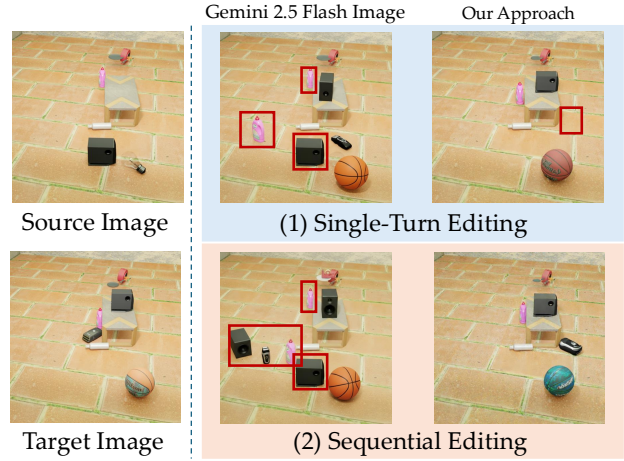 Gemini 2.5 Flash Image
Our Approach
Source Image
(1) Single-Turn Editing
Target Image
(2) Sequential Editing